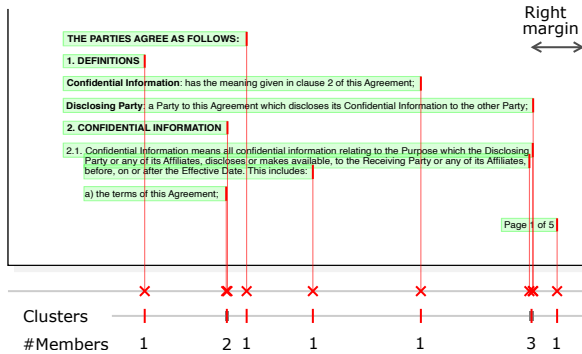 Right
margin
THE PARTIES AGREE AS FOLLOWS:
1. DEFINITIONS
Confidential Information: has the meaning given in clause 2 of this Agreement;
Disclosing Party: a Party to this Agreement which discloses its Confidential Information to the other Party;
2. CONFIDENTIAL INFORMATION
2.1. Confidential Information means all confidential information relating to the Purpose which the Disclosing
Party or any of its Affiliates, discloses or makes available, to the Receiving Party or any of its Affiliates,
before, on or after the Effective Date. This includes:
a) the terms of this Agreement;
Page 1 of 5
Clusters
#Members 1 2 1 1 1 3 1